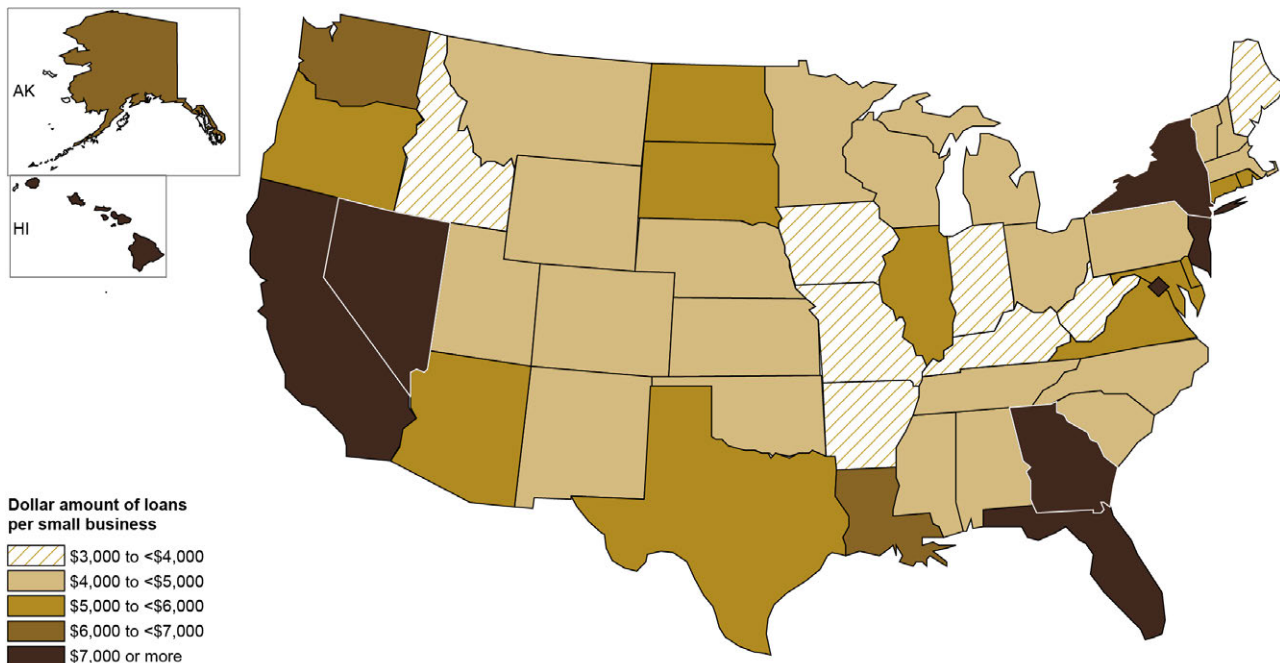 AK
HI
Dollar amount of loans
per small business
$3,000 to <$4,000
$4,000 to <$5,000
$5,000 to <$6,000
$6,000 to <$7,000
$7,000 or more